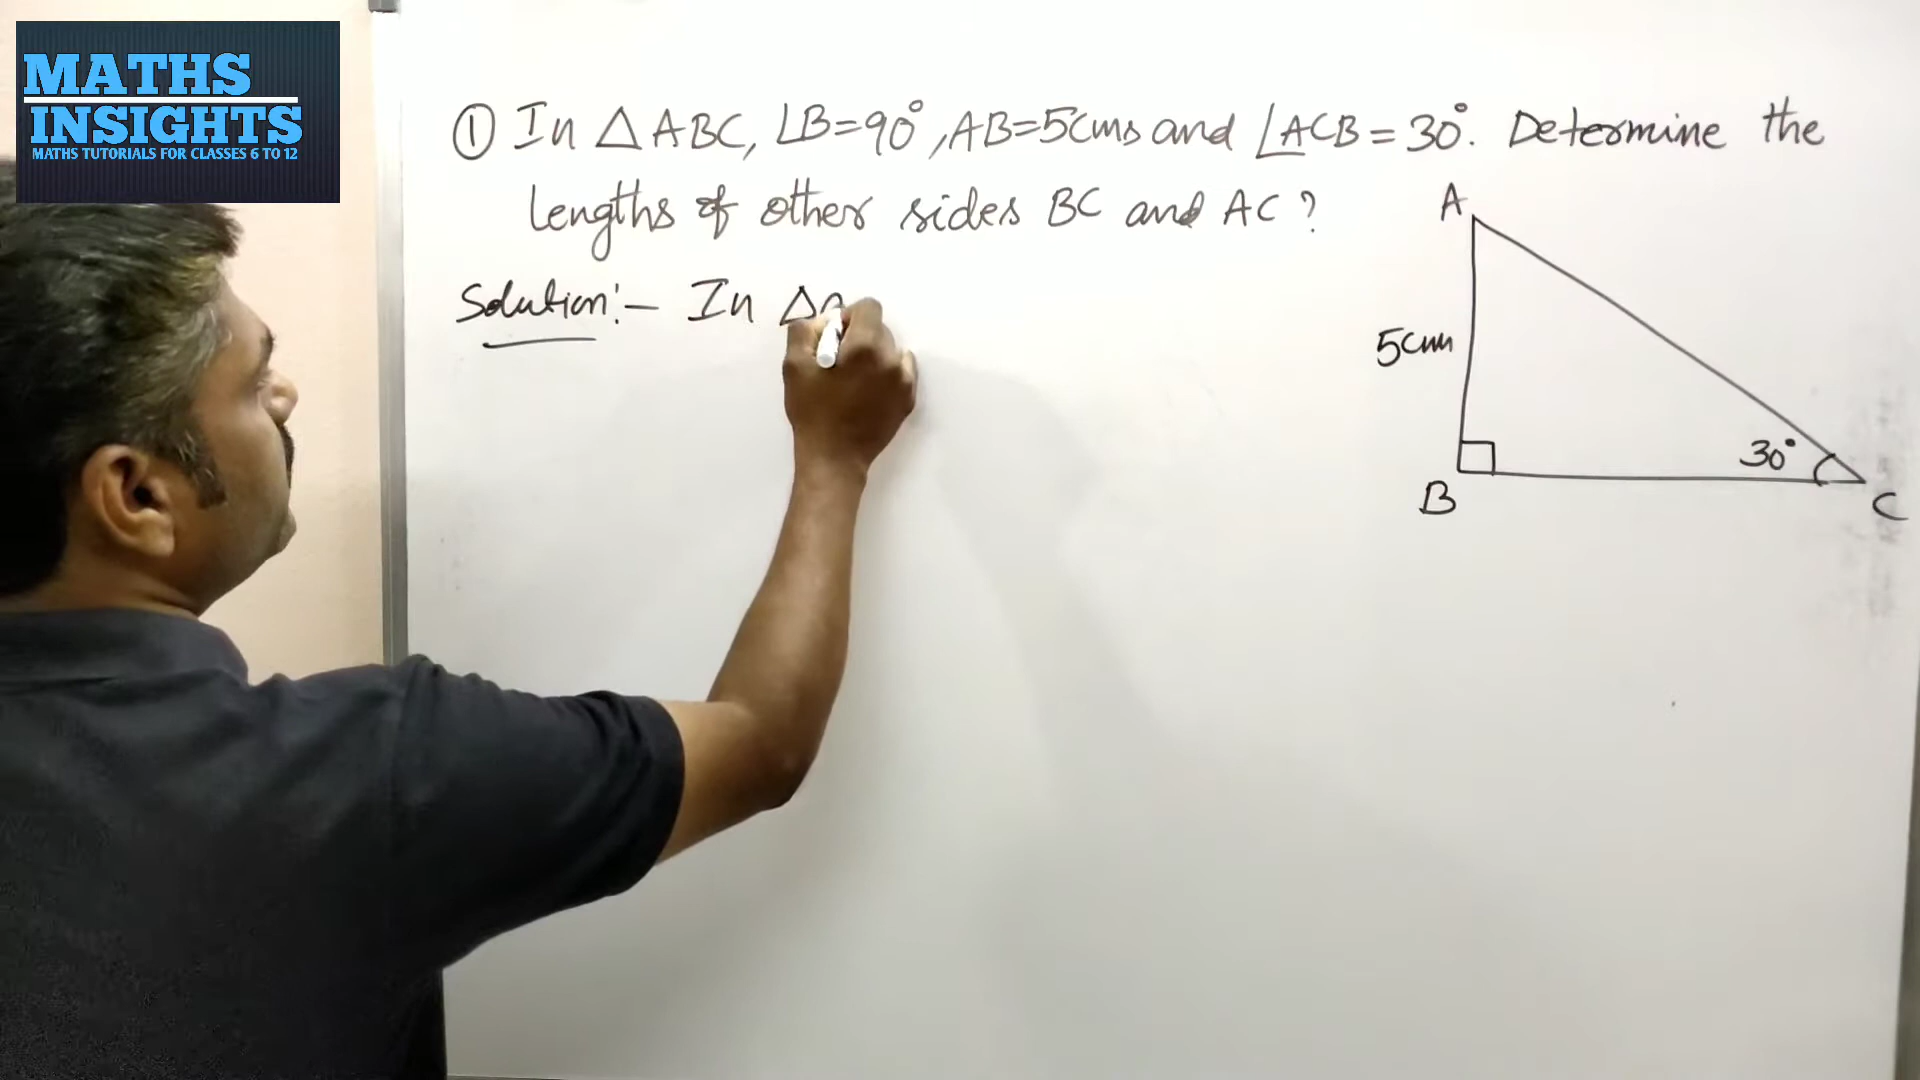 MATHS
INSIGHTS
MATHS TUTORIALS FOR CLASSES 6 TO 12
① In △ABC, ∠B=90°, AB=5cms and ∠ACB=30°. Determine the
lengths of other sides BC and AC?
Solution:- In △
A
5cm
30°
B
C